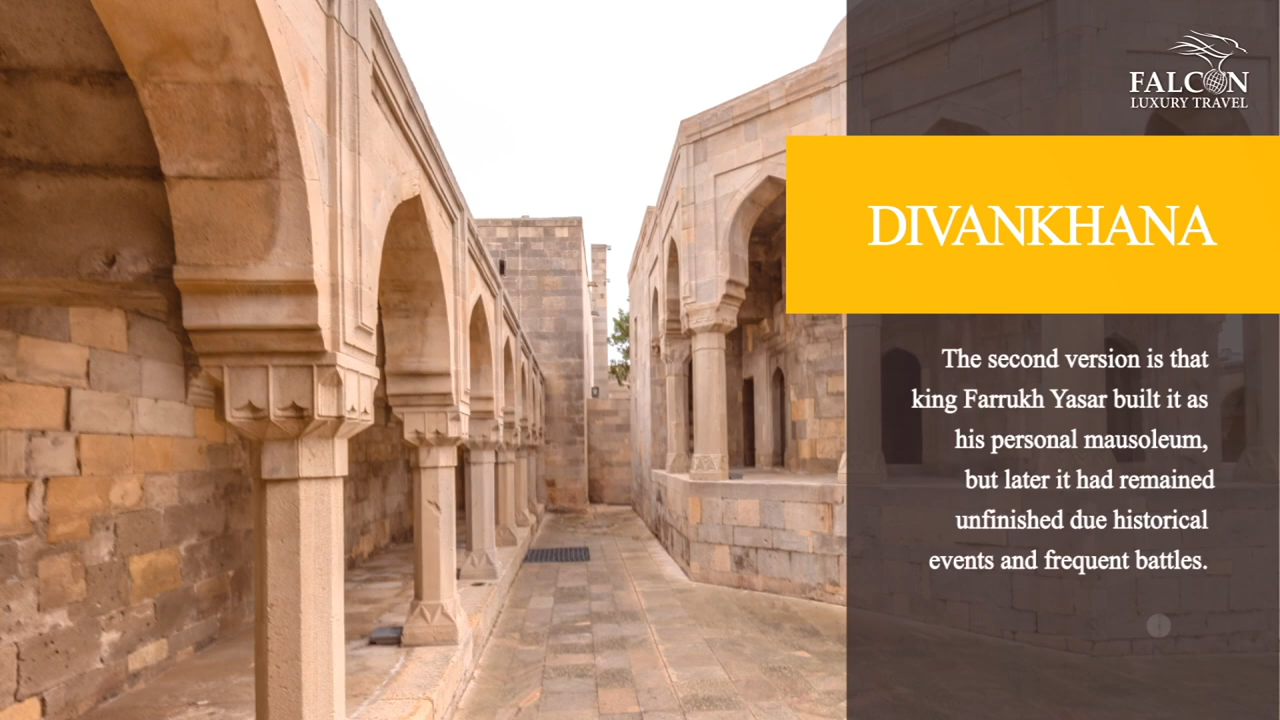 FALCON
LUXURY TRAVEL
DIVANKHANA
The second version is that
king Farrukh Yasar built it as
his personal mausoleum,
but later it had remained
unfinished due historical
events and frequent battles.